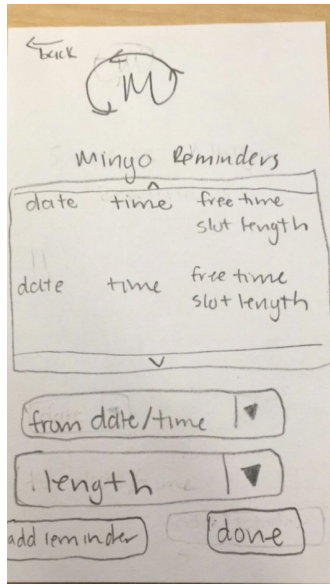 back
M
Mingo Reminders
date time free time
slot length
date time free time
slot length
from date/time
length
add reminder done